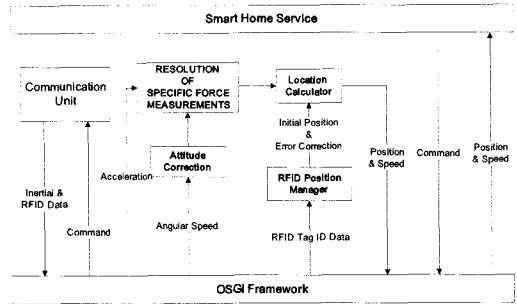 Smart Home Service
Communication
Unit
RESOLUTION
OF
SPECIFIC FORCE
MEASUREMENTS
Location
Calculator
Initial Position
&
Error Correction
Attitude
Correction
RFID Position
Manager
Position
& Speed
Command
Position
& Speed
Inertial &
RFID Data
Command
Acceleration
Angular Speed
RFID Tag ID Data
OSGi Framework